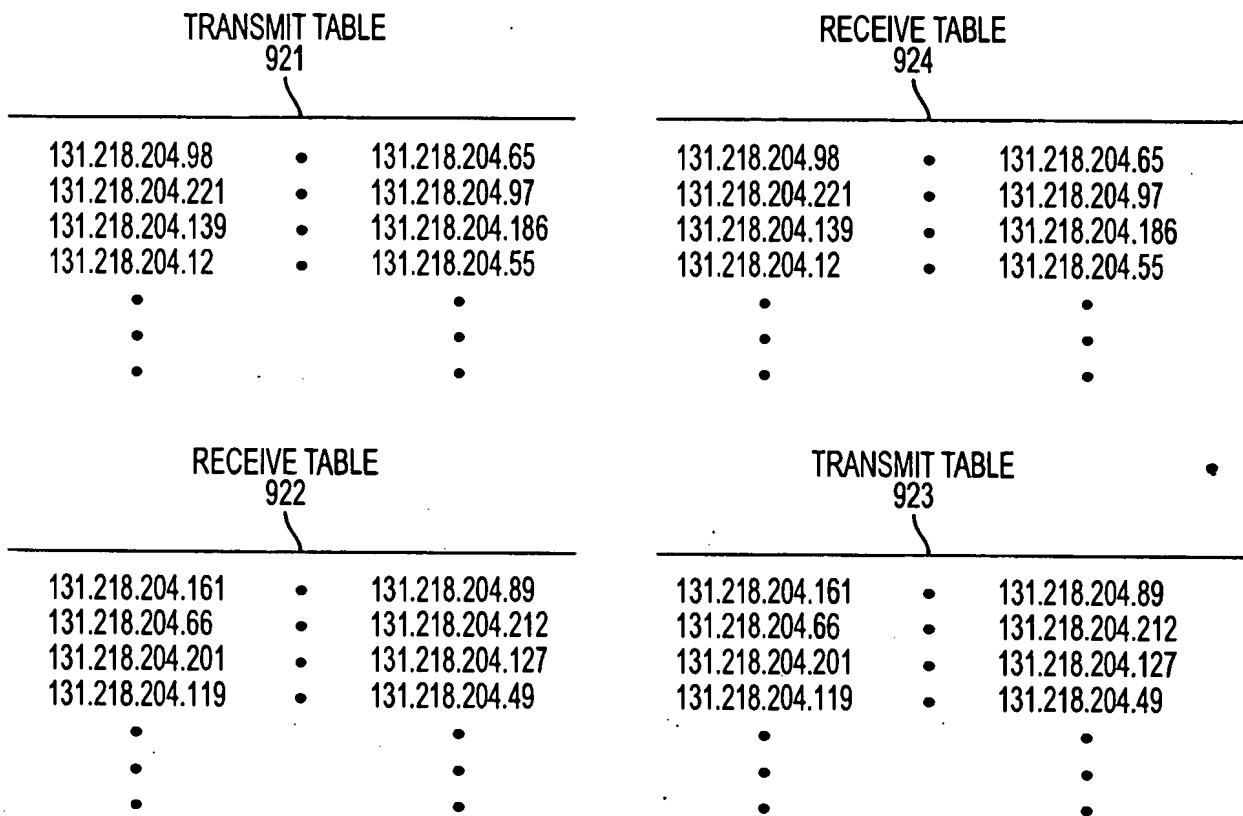 TRANSMIT TABLE
921
131.218.204.98 • 131.218.204.65
131.218.204.221 • 131.218.204.97
131.218.204.139 • 131.218.204.186
131.218.204.12 • 131.218.204.55
RECEIVE TABLE
924
131.218.204.98 • 131.218.204.65
131.218.204.221 • 131.218.204.97
131.218.204.139 • 131.218.204.186
131.218.204.12 • 131.218.204.55
RECEIVE TABLE
922
131.218.204.161 • 131.218.204.89
131.218.204.66 • 131.218.204.212
131.218.204.201 • 131.218.204.127
131.218.204.119 • 131.218.204.49
TRANSMIT TABLE
923
131.218.204.161 • 131.218.204.89
131.218.204.66 • 131.218.204.212
131.218.204.201 • 131.218.204.127
131.218.204.119 • 131.218.204.49